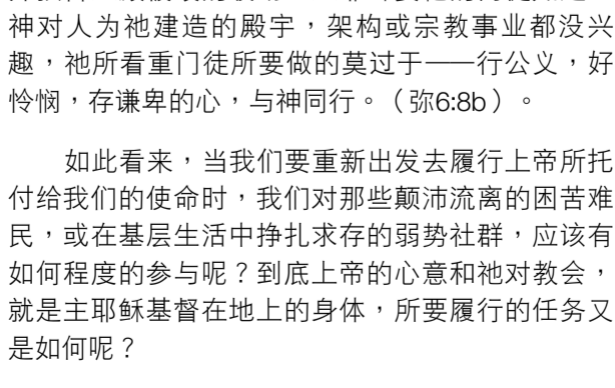 神对人为祂建造的殿宇，架构或宗教事业都没兴
趣，祂所看重门徒所要做的莫过于——行公义，好
怜悯，存谦卑的心，与神同行。（弥6:8b）。
如此看来，当我们要重新出发去履行上帝所托
付给我们的使命时，我们对那些颠沛流离的困苦难
民，或在基层生活中挣扎求存的弱势社群，应该有
如何程度的参与呢？到底上帝的心意和祂对教会，
就是主耶稣基督在地上的身体，所要履行的任务又
是如何呢？